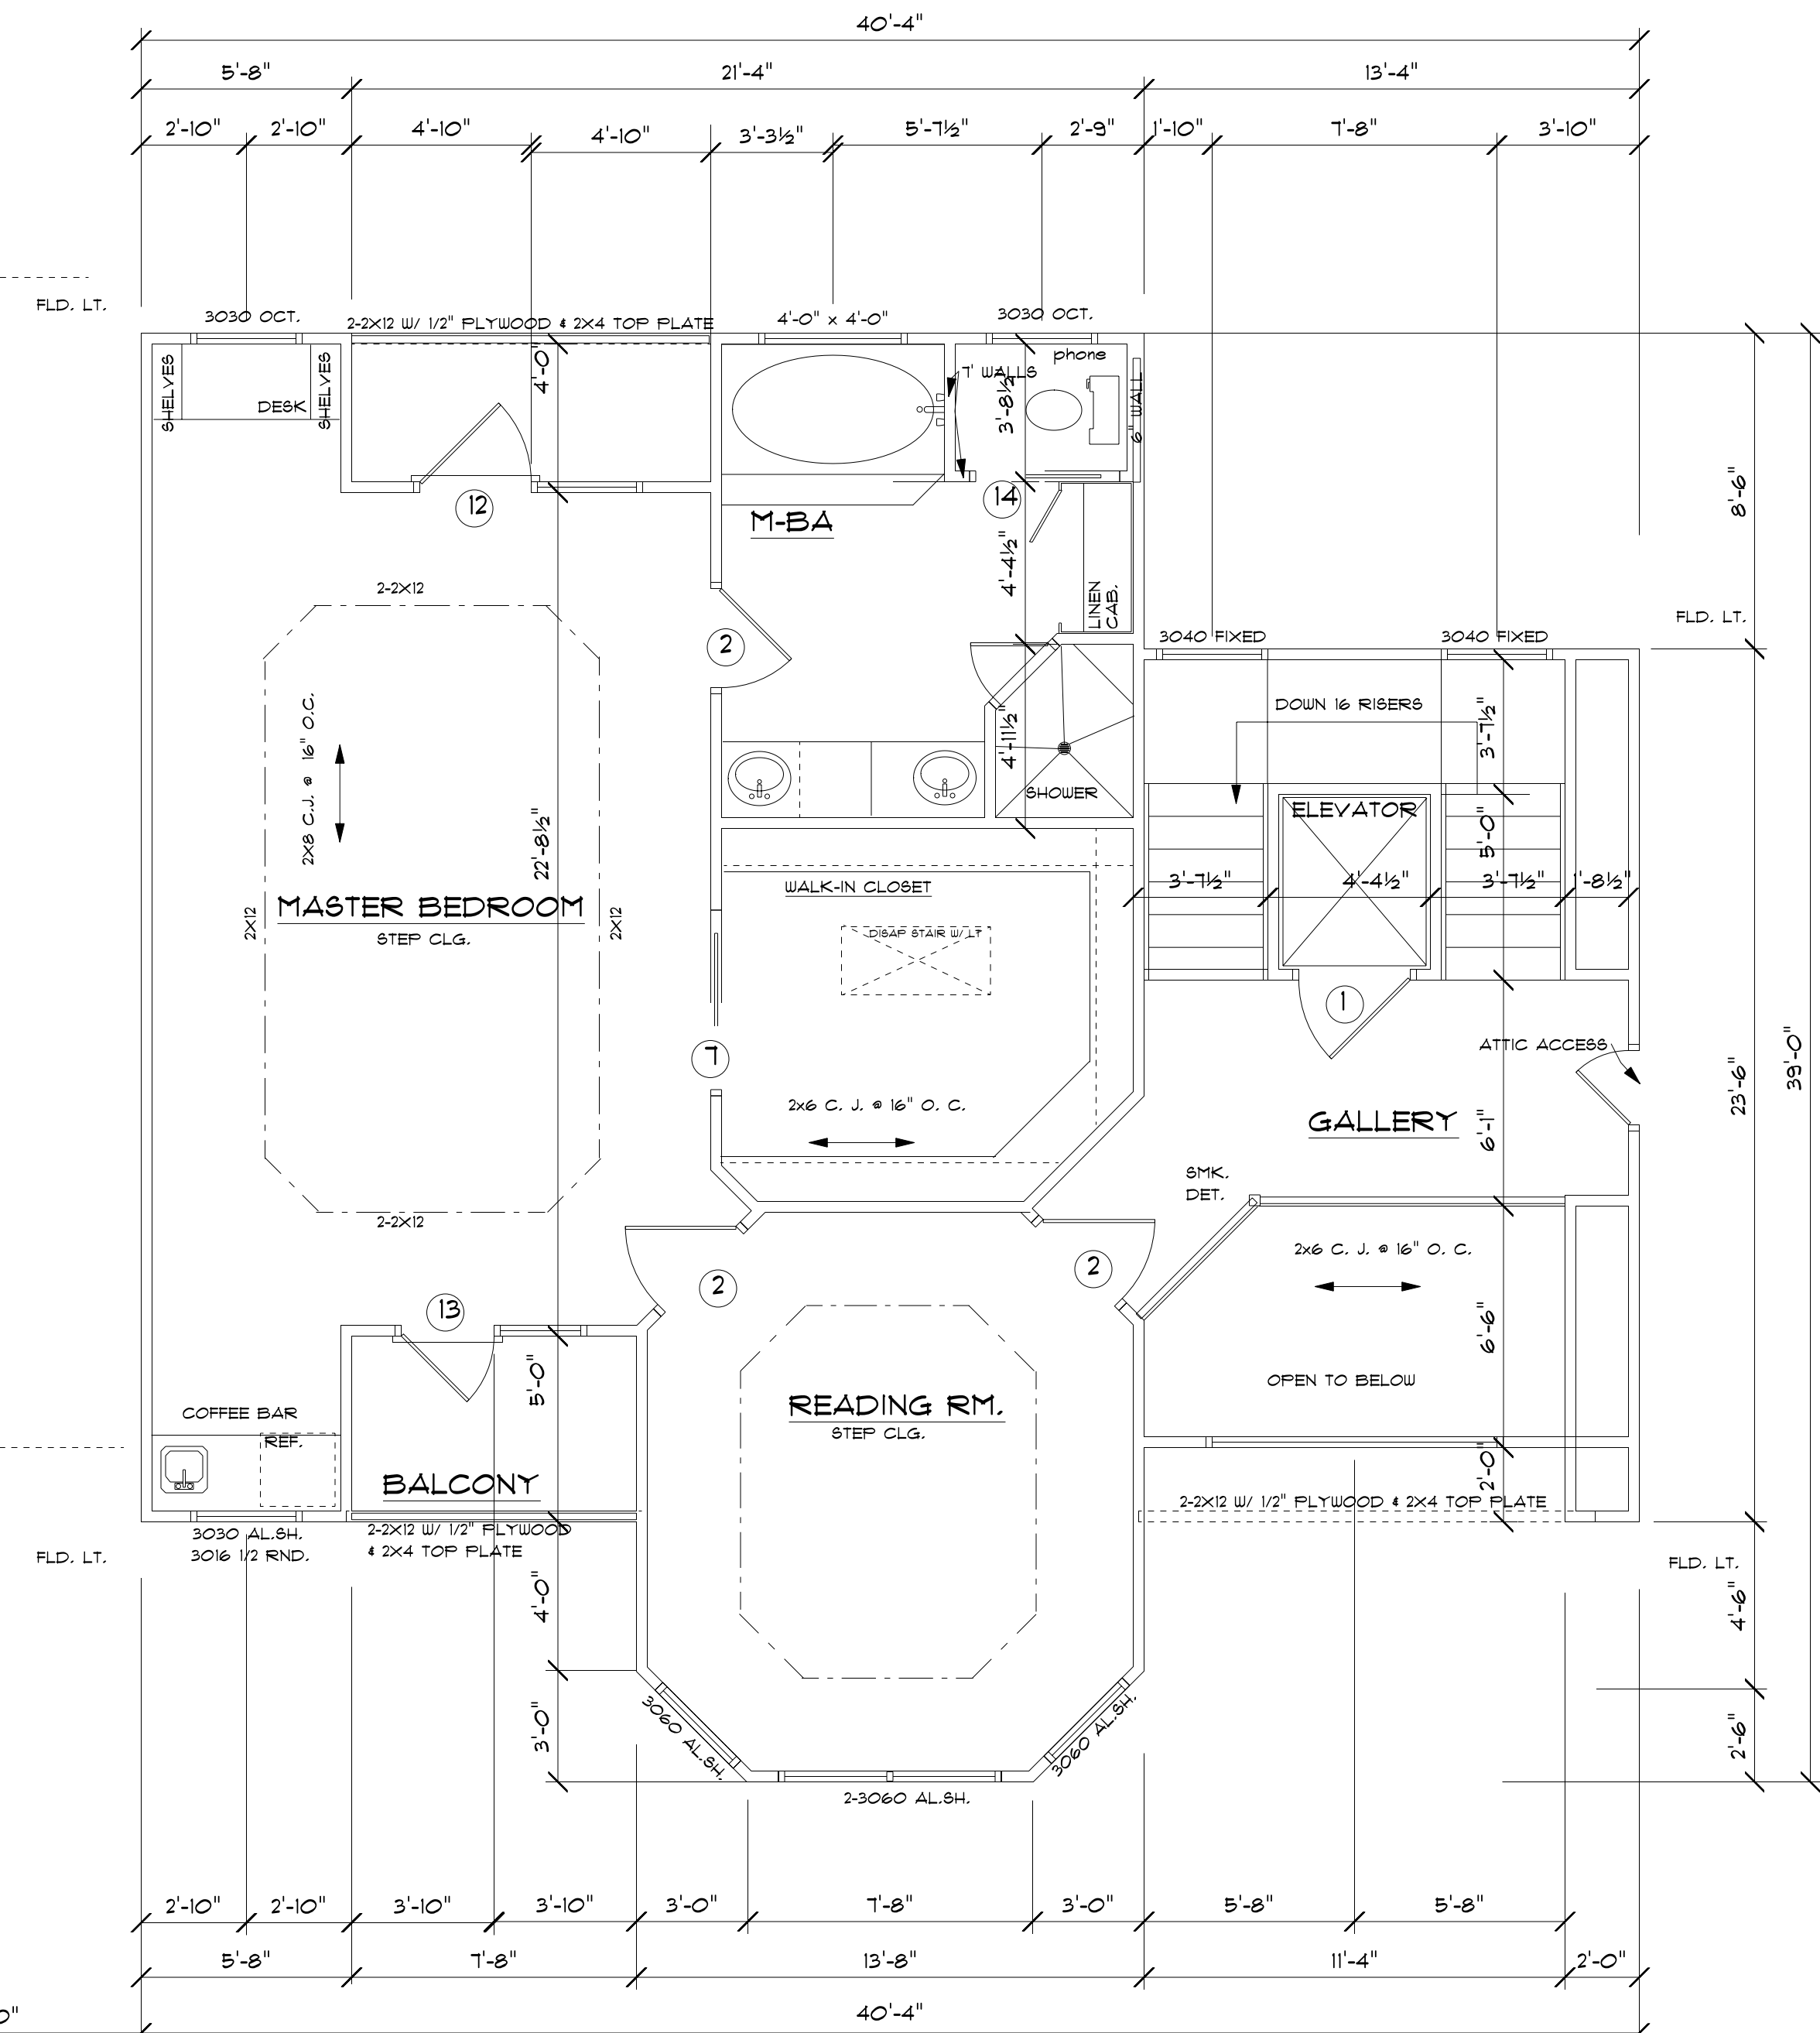 40'-4"
5'-8"
21'-4"
13'-4"
2'-10"
2'-10"
4'-10"
4'-10"
3'-3½"
5'-7½"
2'-9"
1'-10"
7'-8"
3'-10"
FLD. LT.
3030 OCT.
2-2X12 W/ 1/2" PLYWOOD & 2X4 TOP PLATE
4'-0" x 4'-0"
3030 OCT.
SHELVES
DESK
SHELVES
4'-0"
7' WALLS
phone
3'-8½"
6" WALL
8'-6"
12
M-BA
14
4'-4½"
LINEN
CAB.
2-2X12
2
3040 FIXED
3040 FIXED
FLD. LT.
2X8 C.J. @ 16" O.C.
4'-11½"
SHOWER
DOWN 16 RISERS
3'-7½"
ELEVATOR
5'-0"
22'-8½"
3'-7½"
4'-4½"
3'-7½"
1'-8½"
WALK-IN CLOSET
MASTER BEDROOM
STEP CLG.
2X12
2X12
DISAP STAIR W/ LT
1
7
ATTIC ACCESS
39'-0"
23'-6"
2x6 C. J. @ 16" O. C.
GALLERY
6'-1"
SMK.
DET.
2-2X12
2
2
2x6 C. J. @ 16" O. C.
13
6'-6"
5'-0"
READING RM.
STEP CLG.
OPEN TO BELOW
COFFEE BAR
REF.
BALCONY
2'-0"
2-2X12 W/ 1/2" PLYWOOD & 2X4 TOP PLATE
3030 AL.SH.
3016 1/2 RND.
2-2X12 W/ 1/2" PLYWOOD
& 2X4 TOP PLATE
FLD. LT.
FLD. LT.
4'-0"
4'-6"
3'-0"
3060 AL.SH.
3060 AL.SH.
2'-6"
2-3060 AL.SH.
2'-10"
2'-10"
3'-10"
3'-10"
3'-0"
7'-8"
3'-0"
5'-8"
5'-8"
5'-8"
7'-8"
13'-8"
11'-4"
2'-0"
0"
40'-4"